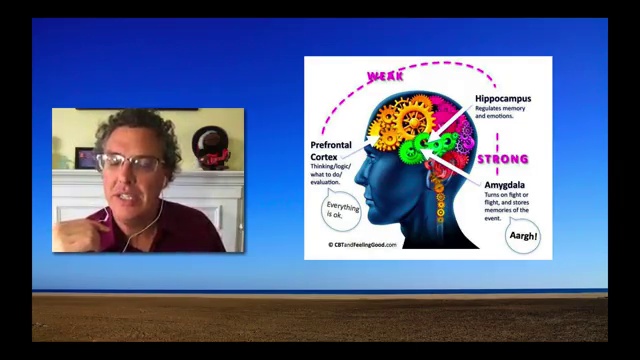 WEAK
Hippocampus
Regulates memory
and emotions.
Prefrontal
Cortex
Thinking/logic/
what to do/
evaluation.
STRONG
Amygdala
Turns on fight or
flight, and stores
memories of the
event.
Everything
is ok.
Aargh!
© CBTandFeelingGood.com